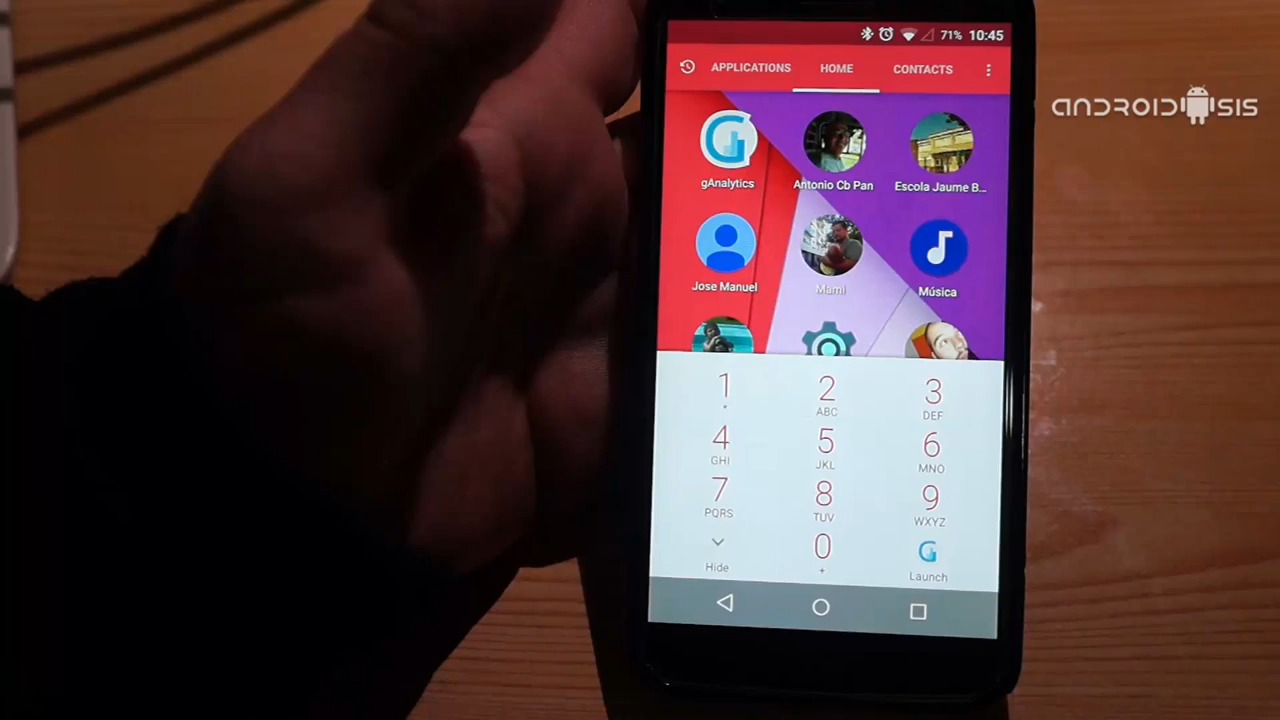 71% 10:45
APPLICATIONS HOME CONTACTS
ANDROIDSIS
gAnalytics Antonio Cb Pan Escola Jaume B...
Jose Manuel Mami Música
1 2 3
ABC DEF
4 5 6
GHI JKL MNO
7 8 9
PQRS TUV WXYZ
0
+
Hide Launch